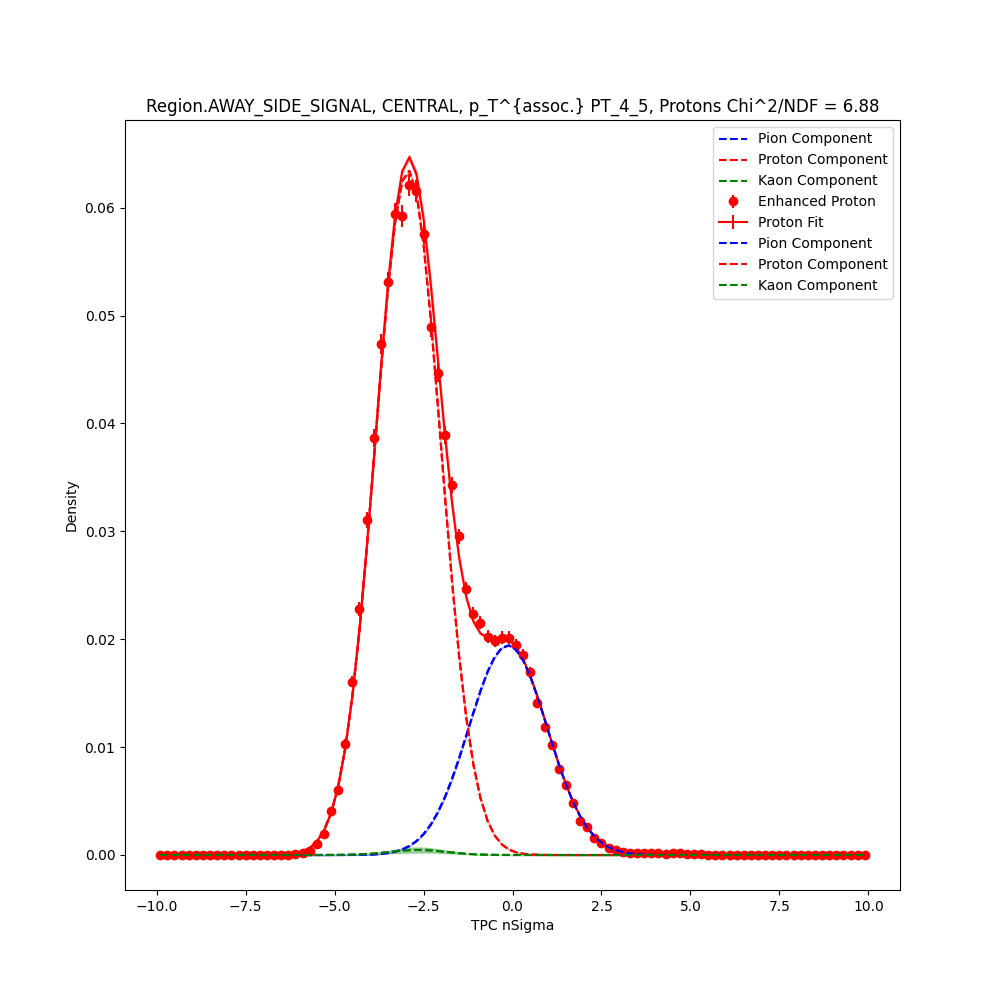 Region.AWAY_SIDE_SIGNAL, CENTRAL, p_T^{assoc.} PT_4_5, Protons Chi^2/NDF = 6.88
Pion Component
Proton Component
Kaon Component
Enhanced Proton
Proton Fit
Pion Component
Proton Component
Kaon Component
0.06
0.05
0.04
0.03
0.02
0.01
0.00
Density
−10.0 −7.5 −5.0 −2.5 0.0 2.5 5.0 7.5 10.0
TPC nSigma